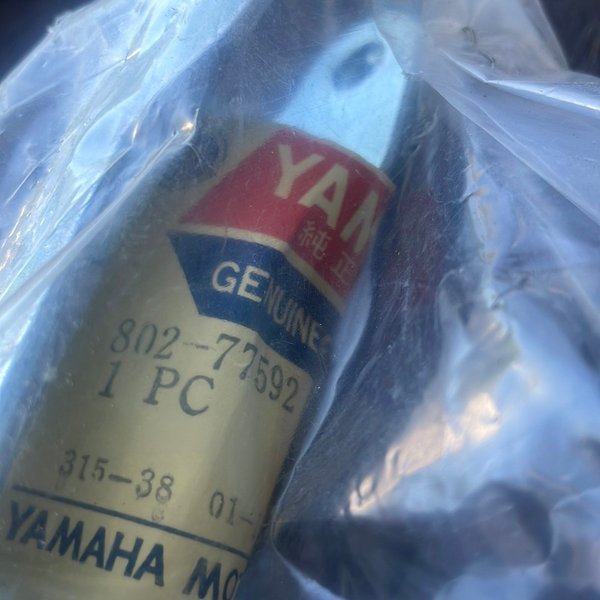 YAM
純正
GENUINE
802-77592
1 PC
315-38 01-
YAMAHA MO